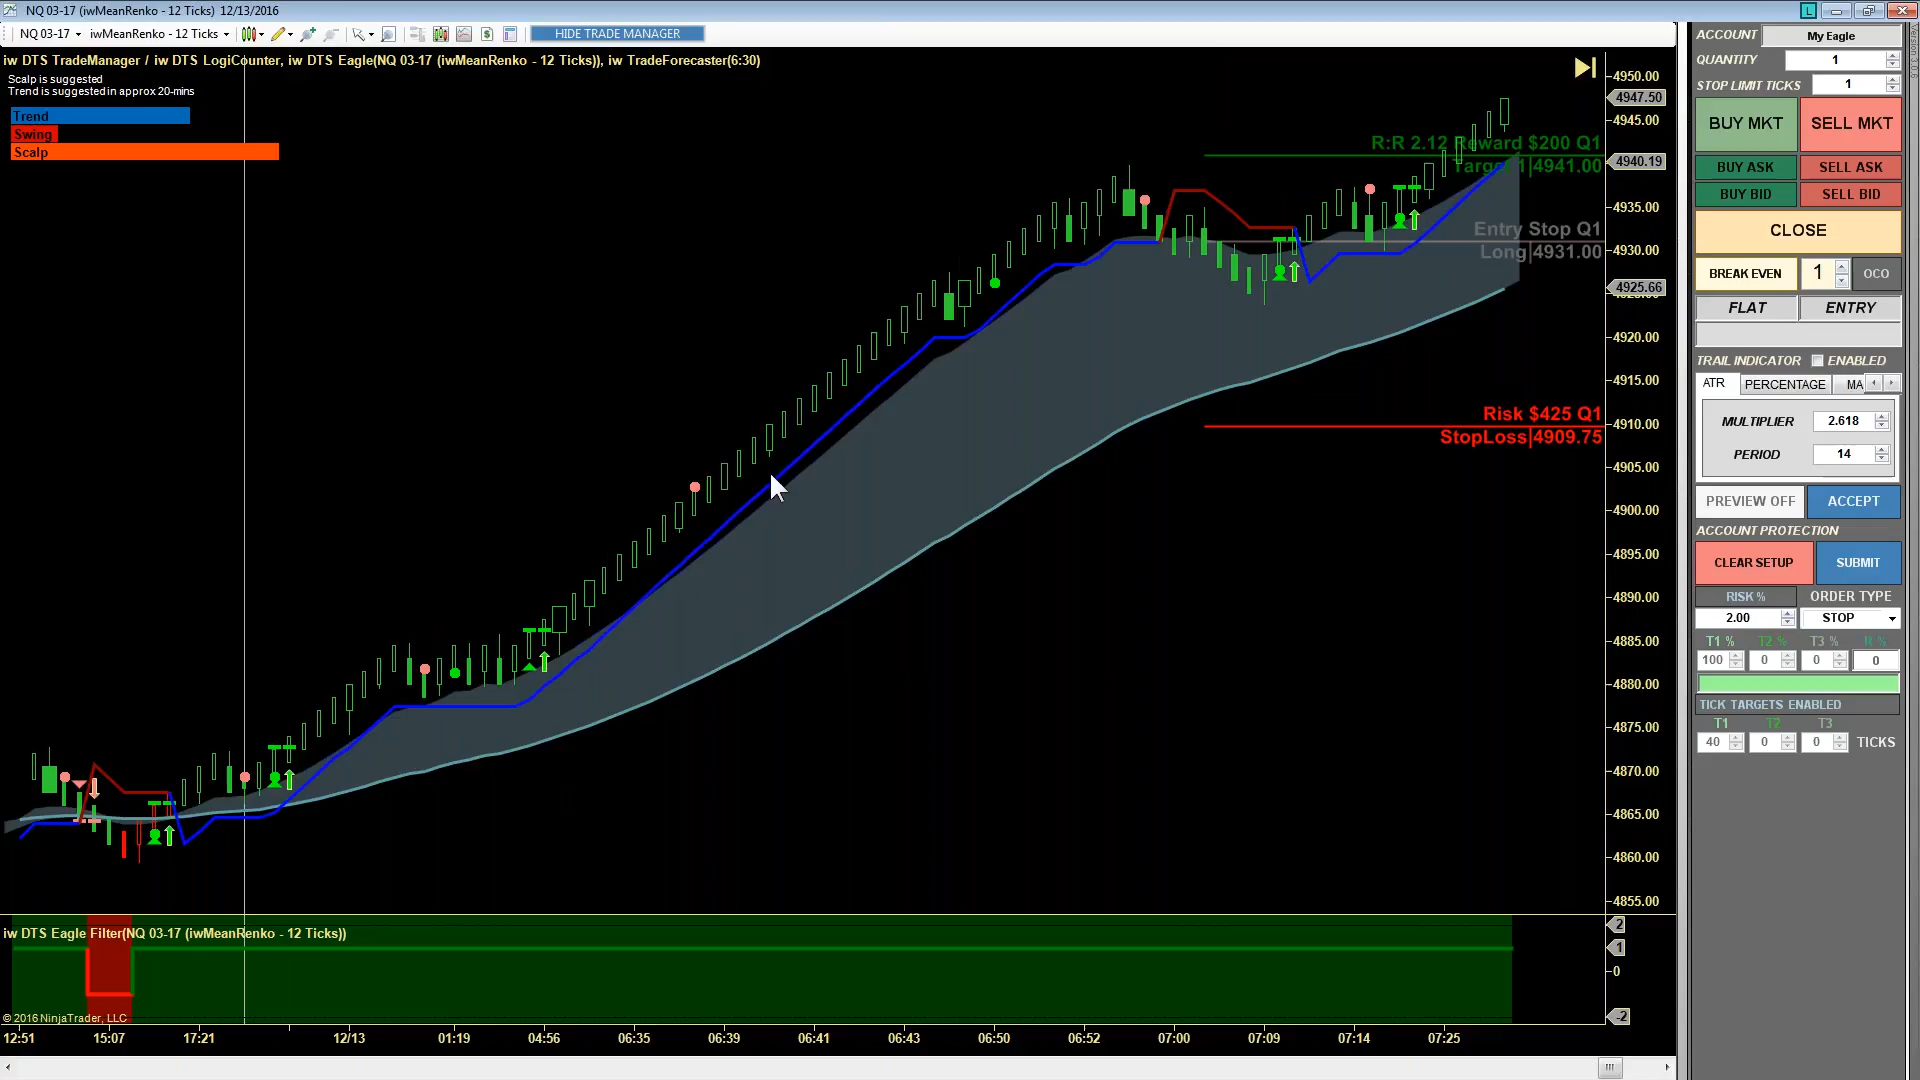 NQ 03-17 (iwMeanRenko - 12 Ticks) 12/13/2016
NQ 03-17 iwMeanRenko - 12 Ticks HIDE TRADE MANAGER
iw DTS TradeManager / iw DTS LogiCounter, iw DTS Eagle(NQ 03-17 (iwMeanRenko - 12 Ticks)), iw TradeForecaster(6:30)
Scalp is suggested
Trend is suggested in approx 20-mins
Trend
Swing
Scalp
R:R 2.12 Reward $200 Q1
Target 1|4941.00
Entry Stop Q1
Long|4931.00
Risk $425 Q1
StopLoss|4909.75
4950.00
4947.50
4945.00
4940.19
4935.00
4930.00
4925.66
4920.00
4915.00
4910.00
4905.00
4900.00
4895.00
4890.00
4885.00
4880.00
4875.00
4870.00
4865.00
4860.00
4855.00
iw DTS Eagle Filter(NQ 03-17 (iwMeanRenko - 12 Ticks))
2
1
0
-2
© 2016 NinjaTrader, LLC
12:51 15:07 17:21 12/13 01:19 04:56 06:35 06:39 06:41 06:43 06:50 06:52 07:00 07:09 07:14 07:25
L
ACCOUNT My Eagle
QUANTITY 1
STOP LIMIT TICKS 1
BUY MKT SELL MKT
BUY ASK SELL ASK
BUY BID SELL BID
CLOSE
BREAK EVEN 1 OCO
FLAT ENTRY
TRAIL INDICATOR ENABLED
ATR PERCENTAGE MA
MULTIPLIER 2.618
PERIOD 14
PREVIEW OFF ACCEPT
ACCOUNT PROTECTION
CLEAR SETUP SUBMIT
RISK % ORDER TYPE
2.00 STOP
T1 % T2 % T3 %
100 0 0 0
TICK TARGETS ENABLED
T1 T2 T3
40 0 0 TICKS